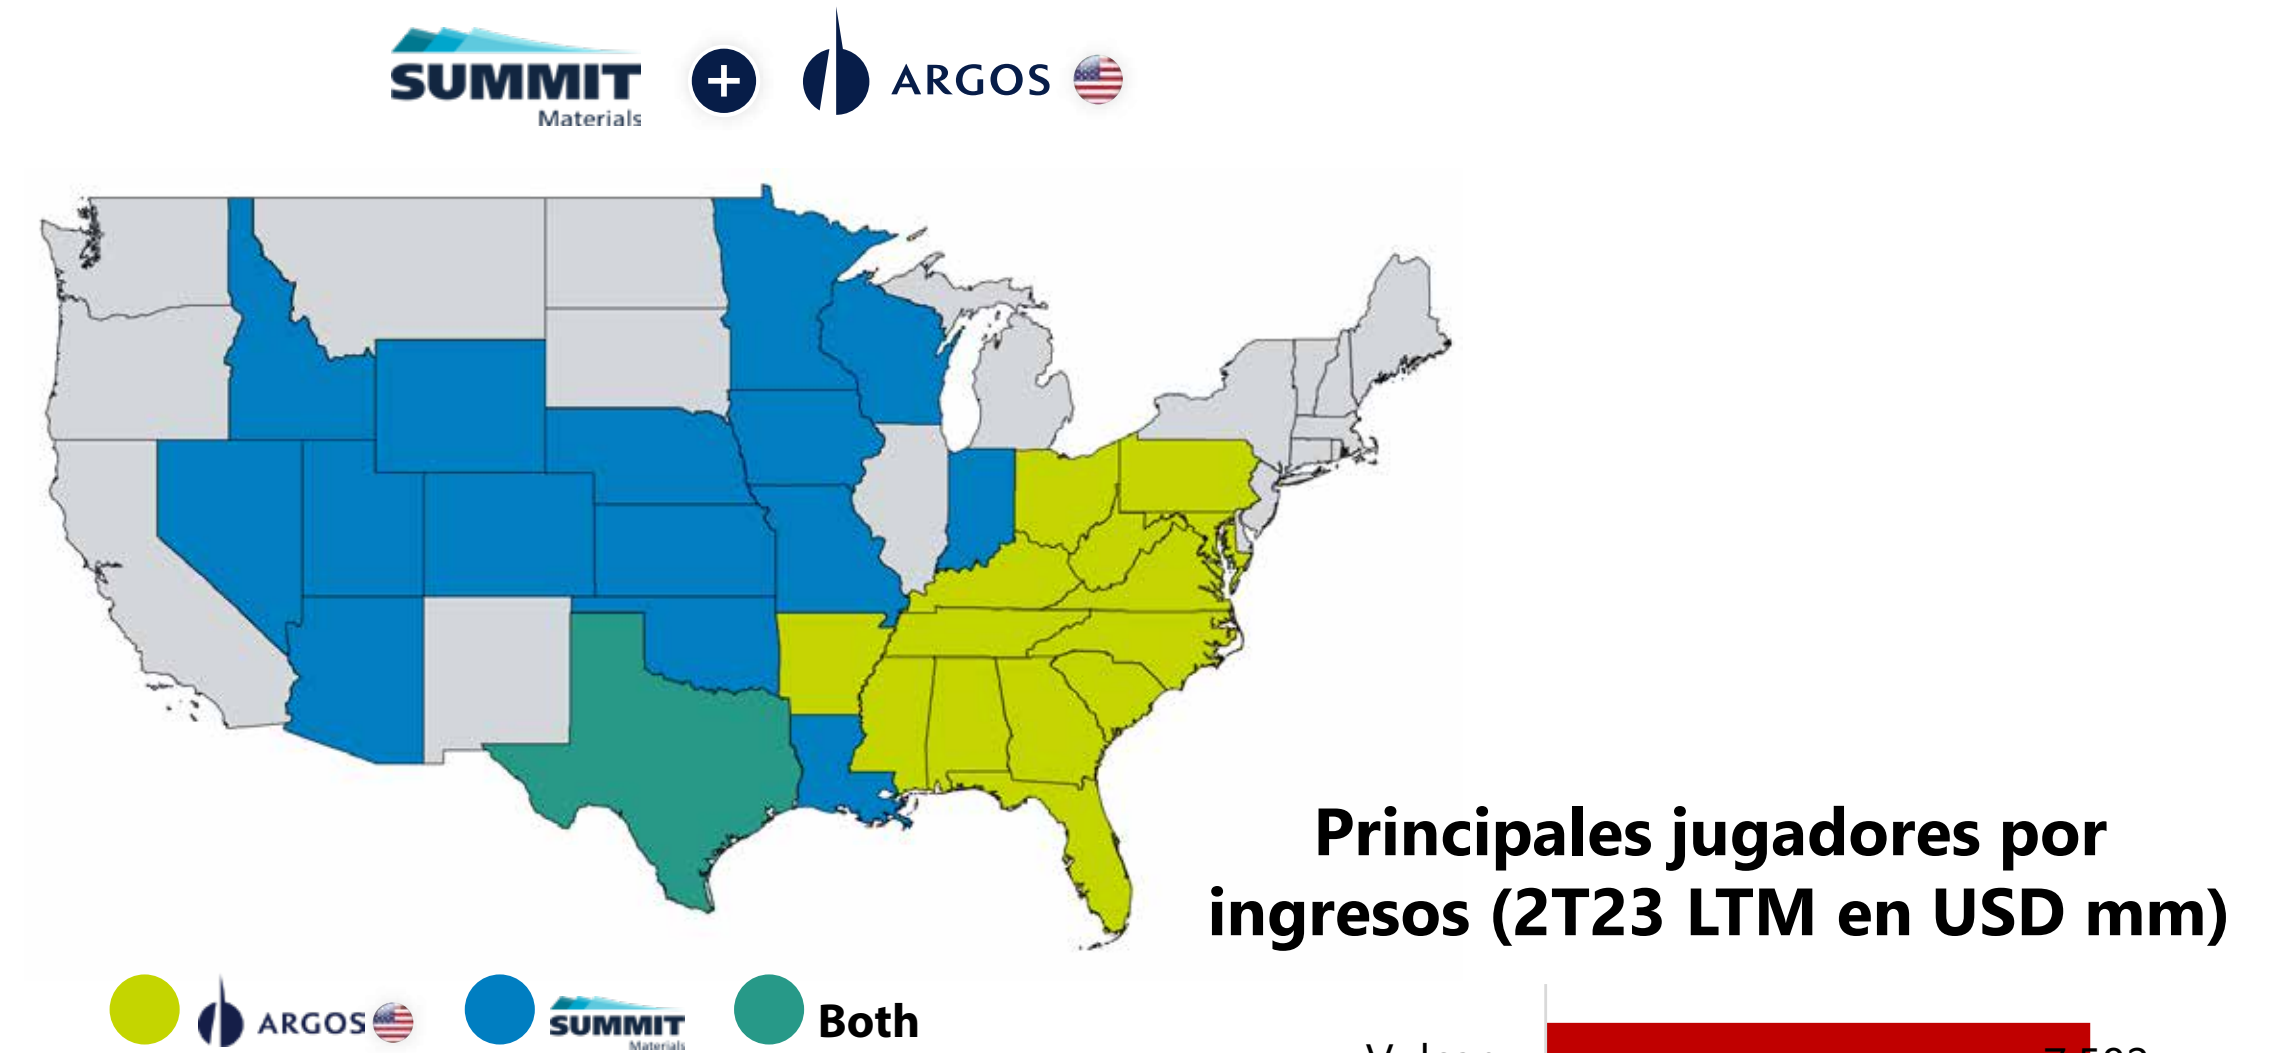 SUMMIT
Materials
+
ARGOS
Principales jugadores por
ingresos (2T23 LTM en USD mm)
ARGOS
SUMMIT
Materials
Both